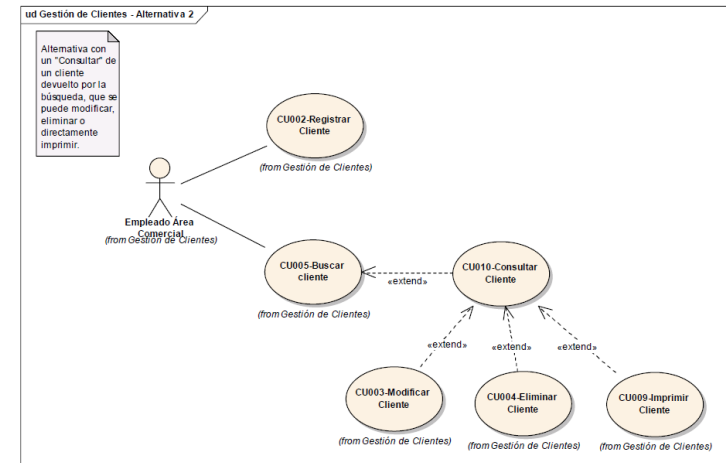 ud Gestión de Clientes - Alternativa 2
Alternativa con
un "Consultar" de
un cliente
devuelto por la
búsqueda, que se
puede modificar,
eliminar o
directamente
imprimir.
CU002-Registrar
Cliente
(from Gestión de Clientes)
Empleado Área
Comercial
(from Gestión de Clientes)
CU005-Buscar
cliente
(from Gestión de Clientes)
«extend»
CU010-Consultar
Cliente
«extend»
«extend»
«extend»
CU003-Modificar
Cliente
(from Gestión de Clientes)
CU004-Eliminar
Cliente
(from Gestión de Clientes)
CU009-Imprimir
Cliente
(from Gestión de Clientes)